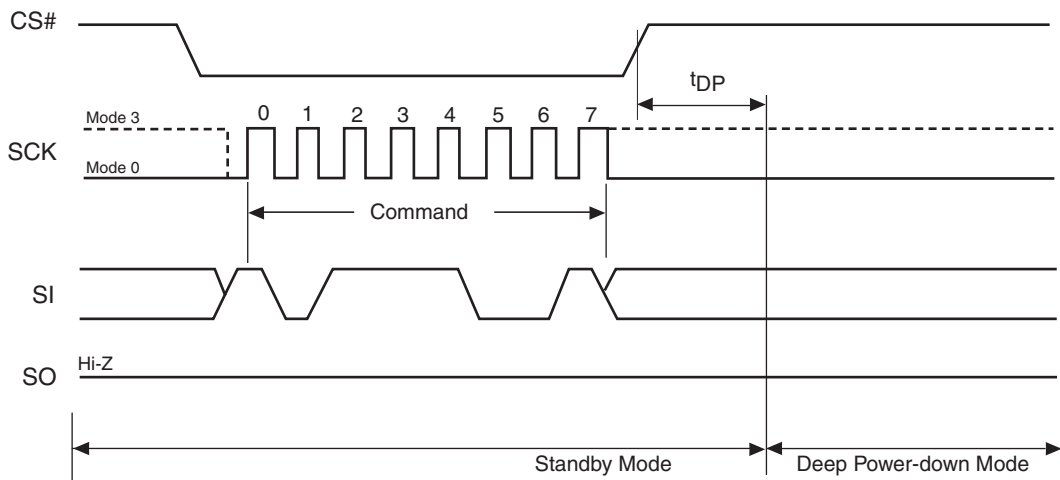 CS#
tDP
Mode 3
0 1 2 3 4 5 6 7
SCK
Mode 0
Command
SI
Hi-Z
SO
Standby Mode
Deep Power-down Mode